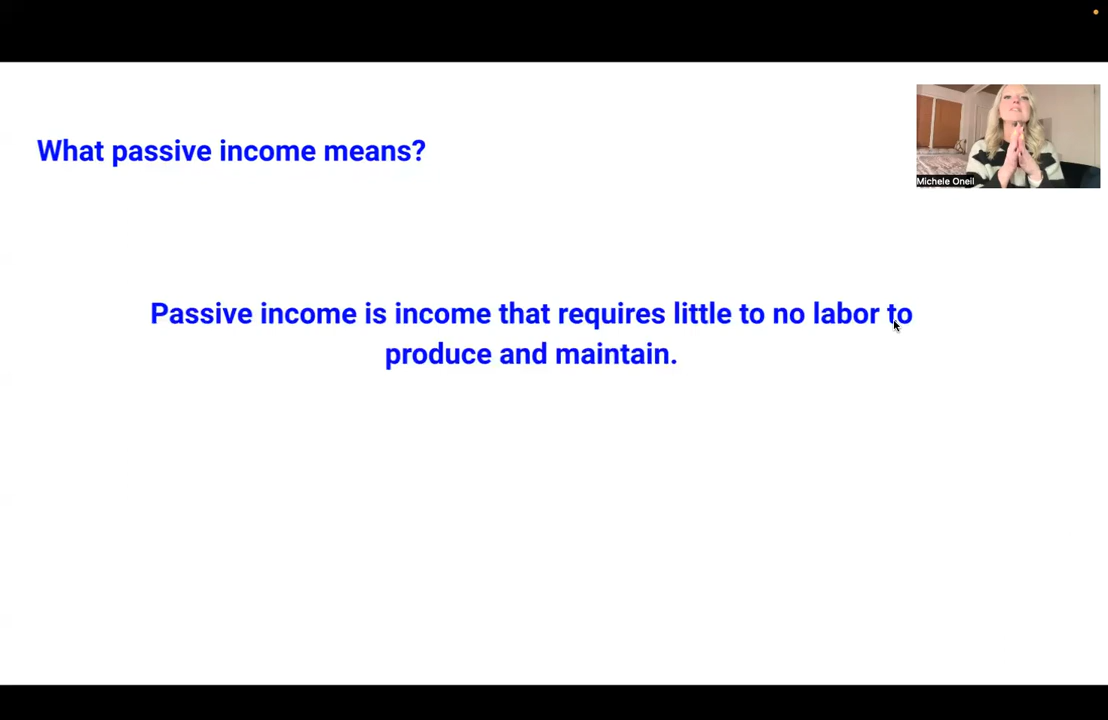 What passive income means?
Michele Oneil
Passive income is income that requires little to no labor to
produce and maintain.